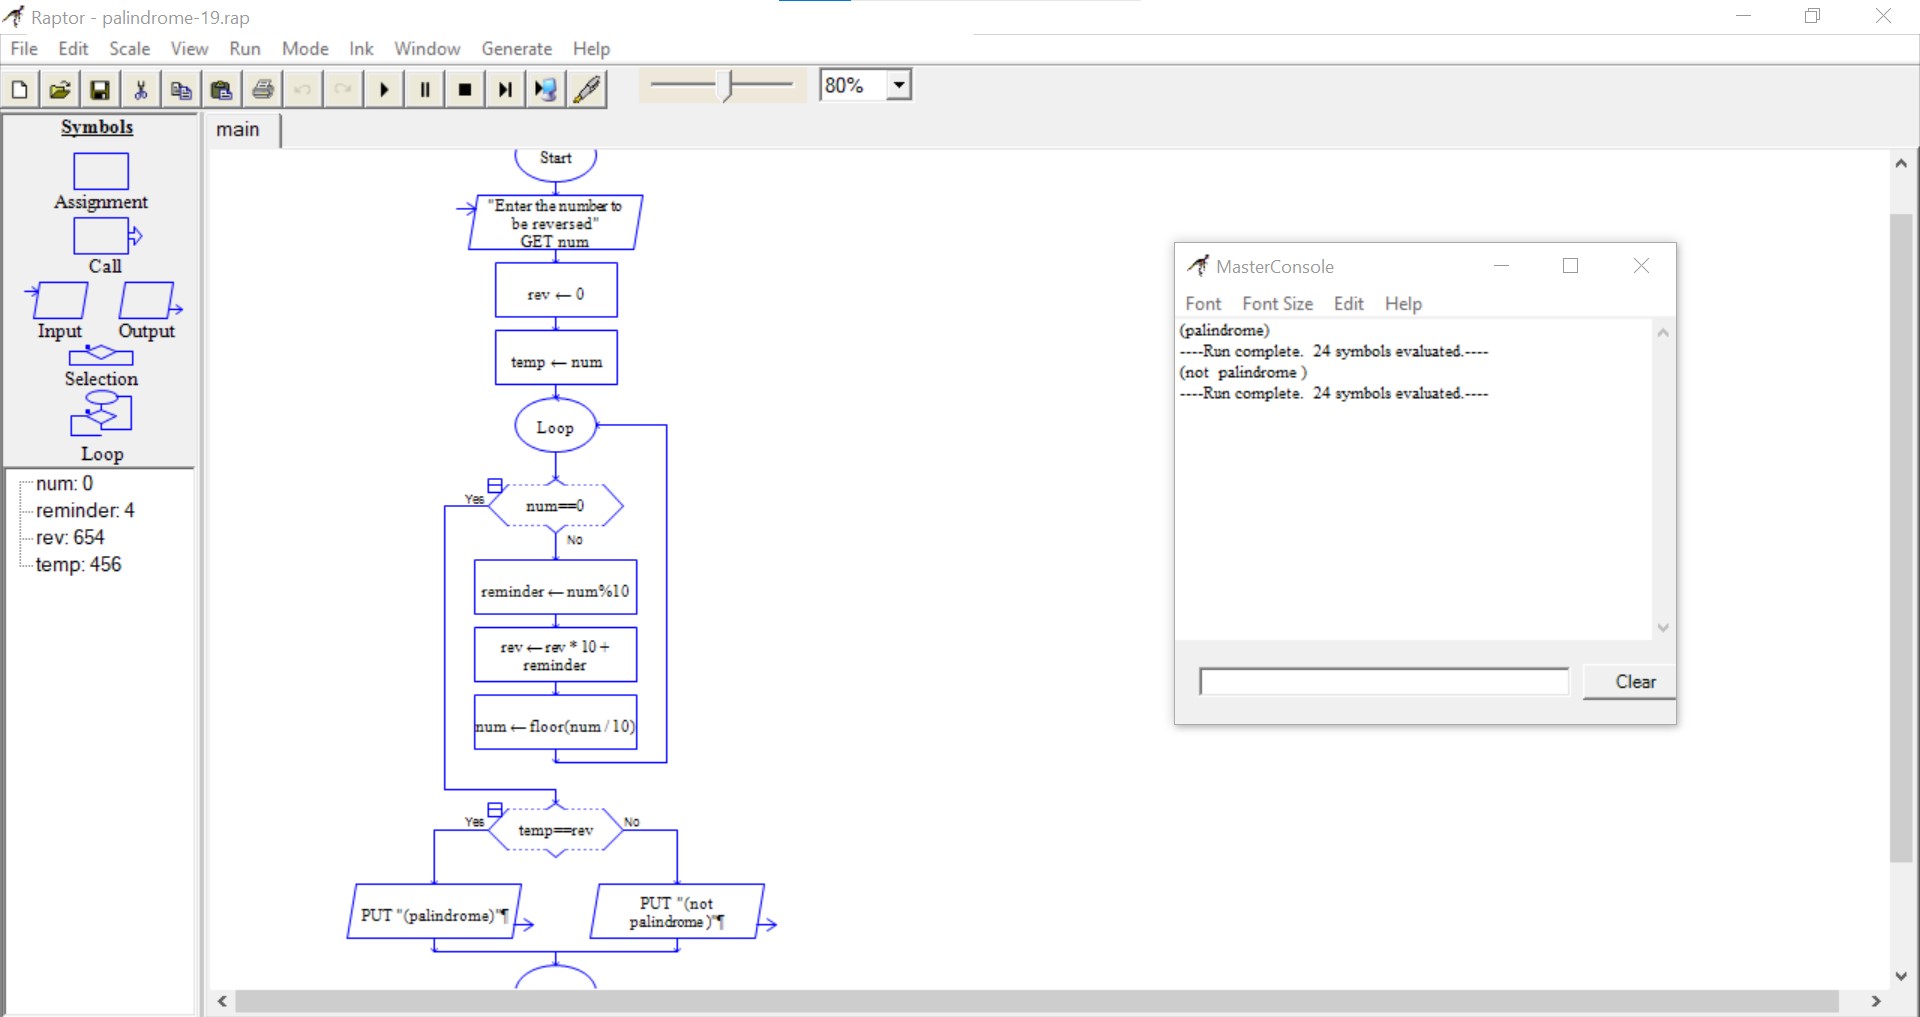 Raptor - palindrome-19.rap
File Edit Scale View Run Mode Ink Window Generate Help
80%
Symbols
Assignment
Call
Input Output
Selection
Loop
num: 0
reminder: 4
rev: 654
temp: 456
main
Start
"Enter the number to
be reversed"
GET num
rev ← 0
temp ← num
Loop
Yes
num==0
No
reminder ← num%10
rev ← rev * 10 +
reminder
num ← floor(num / 10)
Yes
temp==rev
No
PUT "(palindrome)"¶
PUT "(not
palindrome )"¶
MasterConsole
Font Font Size Edit Help
(palindrome)
----Run complete. 24 symbols evaluated.----
(not palindrome )
----Run complete. 24 symbols evaluated.----
Clear